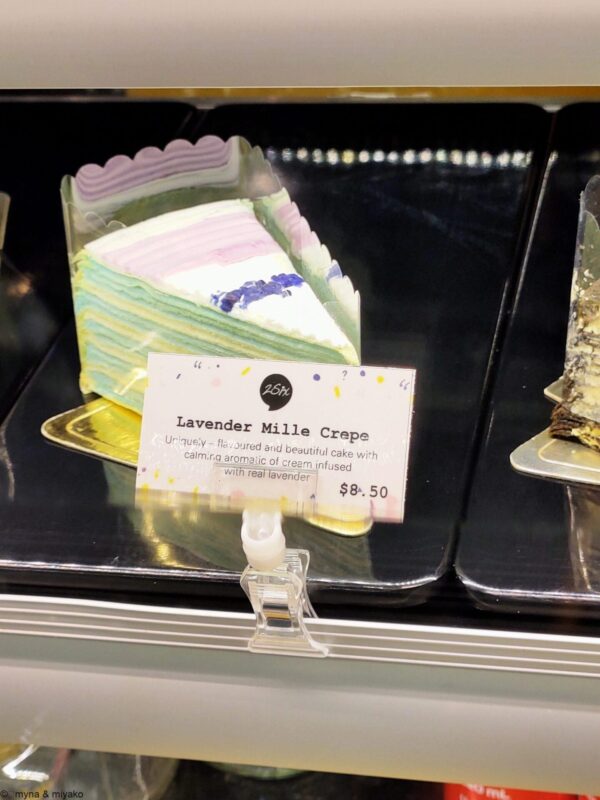 Lavender Mille Crepe
Uniquely - flavoured and beautiful cake with
calming aromatic of cream infused
with real lavender
$8.50
mL
© myna & miyako